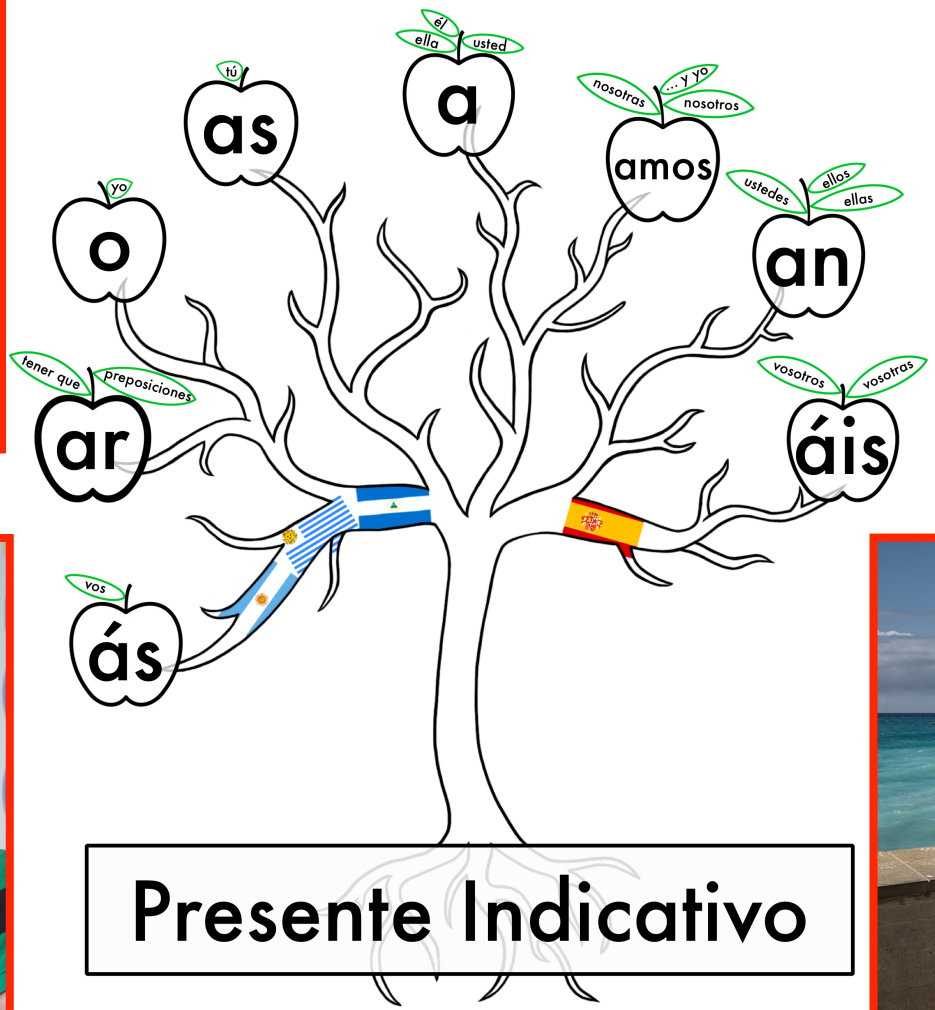 él
ella
usted
a
tú
as
... y yo
nosotras
nosotros
amos
yo
o
ustedes
ellos
ellas
an
tener que
preposiciones
ar
vosotros
vosotras
áis
vos
ás
Presente Indicativo